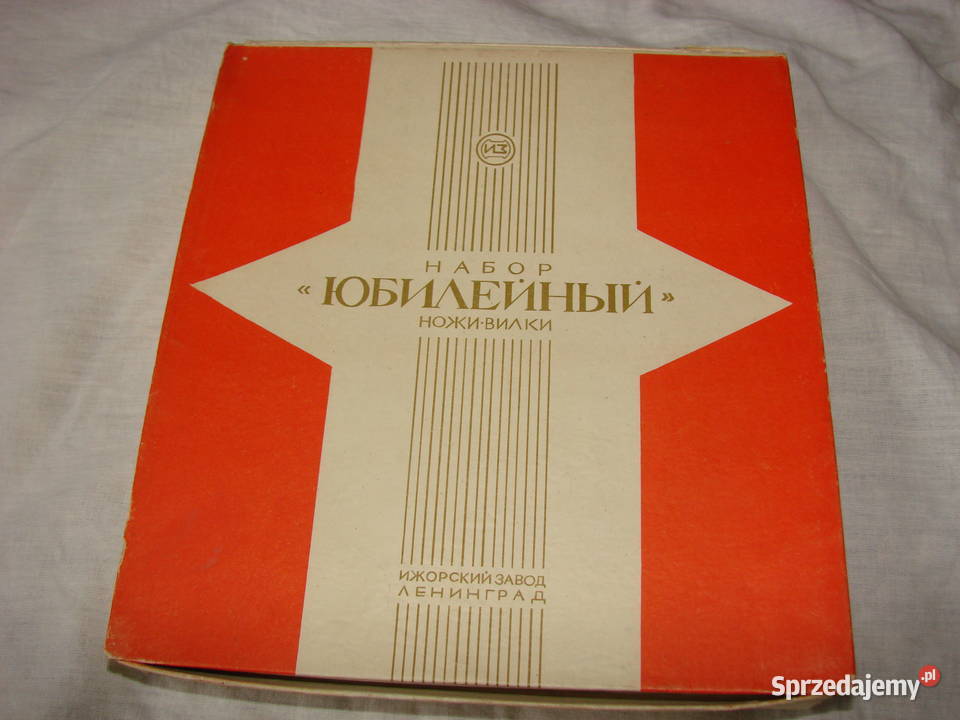 ИЗ
НАБОР
«ЮБИЛЕЙНЫЙ»
НОЖИ·ВИЛКИ
ИЖОРСКИЙ ЗАВОД
ЛЕНИНГРАД
Sprzedajemy.pl